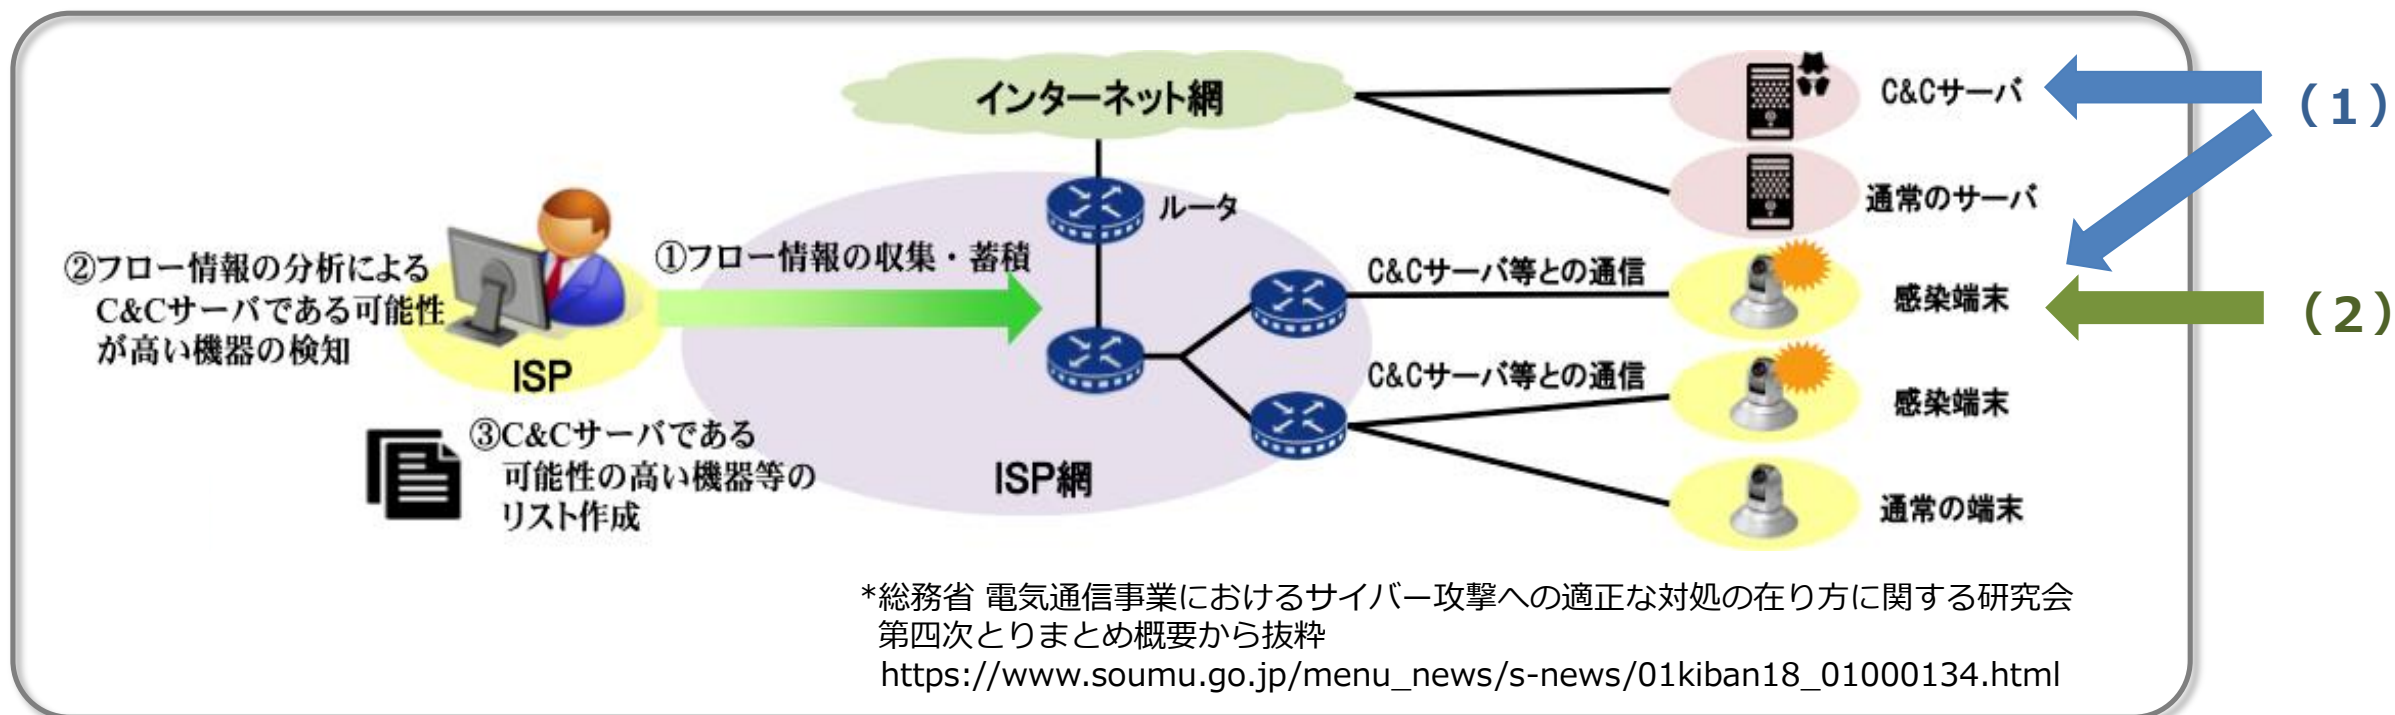 インターネット網
C&Cサーバ
(1)
通常のサーバ
ルータ
②フロー情報の分析による
C&Cサーバである可能性
が高い機器の検知
ISP
①フロー情報の収集・蓄積
C&Cサーバ等との通信
感染端末
(2)
C&Cサーバ等との通信
感染端末
③C&Cサーバである
可能性の高い機器等の
リスト作成
ISP網
通常の端末
*総務省 電気通信事業におけるサイバー攻撃への適正な対処の在り方に関する研究会
第四次とりまとめ概要から抜粋
https://www.soumu.go.jp/menu_news/s-news/01kiban18_01000134.html